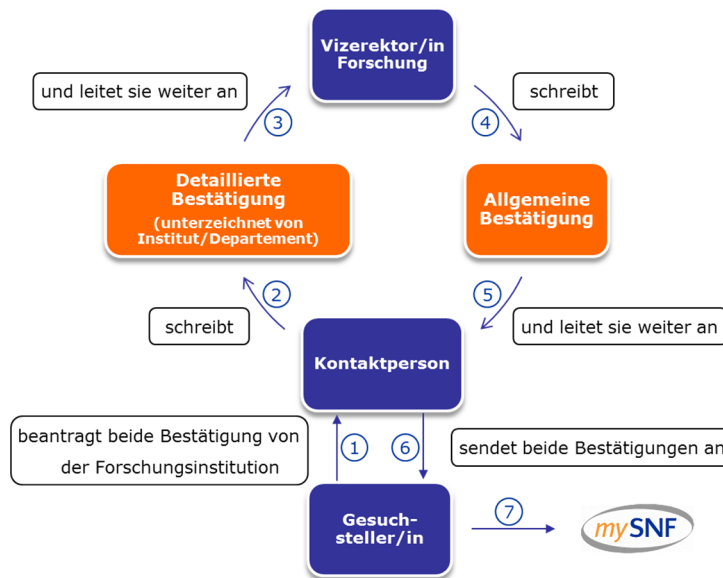 Vizerektor/in
Forschung
und leitet sie weiter an
schreibt
3
4
Detaillierte
Bestätigung
(unterzeichnet von
Institut/Departement)
Allgemeine
Bestätigung
2
5
schreibt
und leitet sie weiter an
Kontaktperson
beantragt beide Bestätigung von
der Forschungsinstitution
1
6
sendet beide Bestätigungen an
Gesuch-
steller/in
7
mySNF